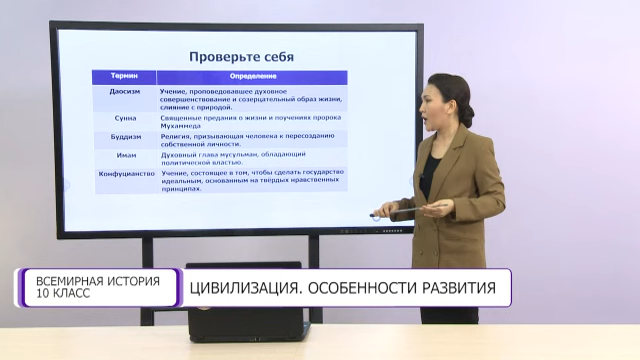 Проверьте себя
Термин Определение
Даосизм Учение, проповедовавшее духовное
совершенствование и созерцательный образ жизни,
слияние с природой.
Сунна Священные предания о жизни и поучениях пророка
Мухаммеда
Буддизм Религия, призывающая человека к пересозданию
собственной личности.
Имам Духовный глава мусульман, обладающий
политической властью.
Конфуцианство Учение, состоящее в том, чтобы сделать государство
идеальным, основанным на твёрдых нравственных
принципах.
ВСЕМИРНАЯ ИСТОРИЯ
10 КЛАСС
ЦИВИЛИЗАЦИЯ. ОСОБЕННОСТИ РАЗВИТИЯ